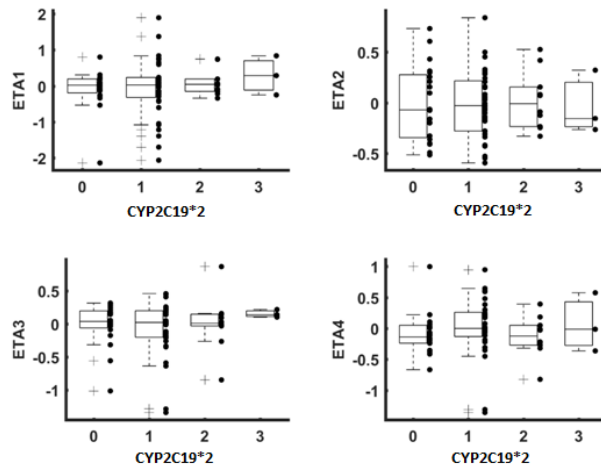 ETA1
2
1
0
-1
-2
0 1 2 3
CYP2C19*2
ETA2
0.5
0
-0.5
0 1 2 3
CYP2C19*2
ETA3
0.5
0
-0.5
-1
0 1 2 3
CYP2C19*2
ETA4
1
0.5
0
-0.5
-1
0 1 2 3
CYP2C19*2